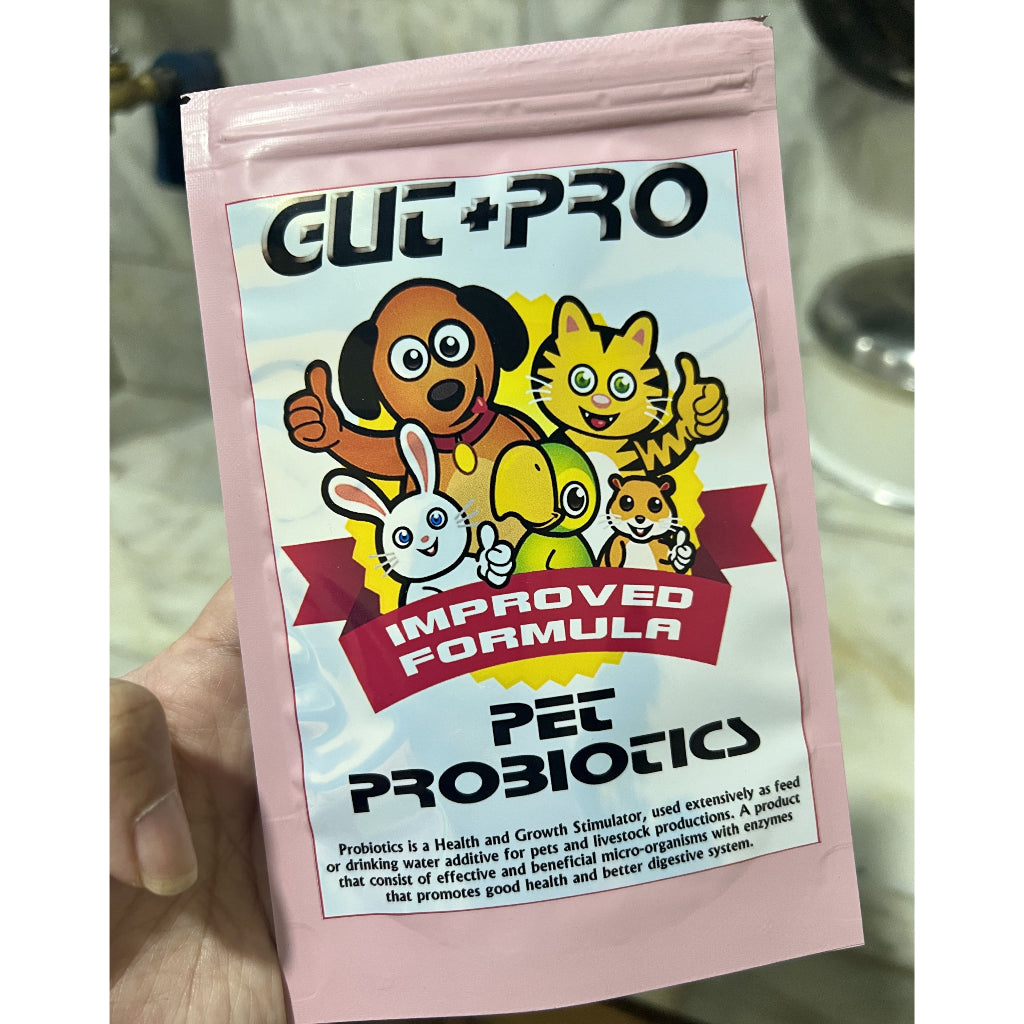 GUT+PRO
IMPROVED
FORMULA
PET
PROBIOTICS
Probiotics is a Health and Growth Stimulator, used extensively as feed
or drinking water additive for pets and livestock productions. A product
that consist of effective and beneficial micro-organisms with enzymes
that promotes good health and better digestive system.